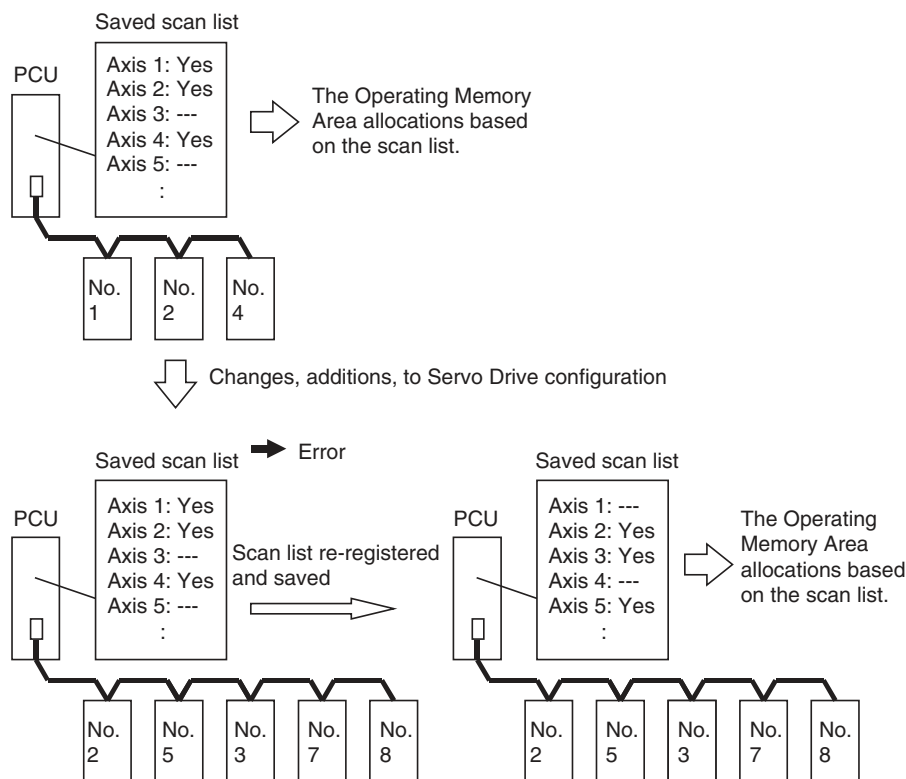 Saved scan list
PCU
Axis 1: Yes
Axis 2: Yes
Axis 3: ---
Axis 4: Yes
Axis 5: ---
:
The Operating Memory
Area allocations based
on the scan list.
No.
1
No.
2
No.
4
Changes, additions, to Servo Drive configuration
Error
Saved scan list
PCU
Axis 1: Yes
Axis 2: Yes
Axis 3: ---
Axis 4: Yes
Axis 5: ---
:
Scan list re-registered
and saved
No.
2
No.
5
No.
3
No.
7
No.
8
Saved scan list
PCU
Axis 1: ---
Axis 2: Yes
Axis 3: Yes
Axis 4: ---
Axis 5: Yes
:
The Operating
Memory Area
allocations based
on the scan list.
No.
2
No.
5
No.
3
No.
7
No.
8